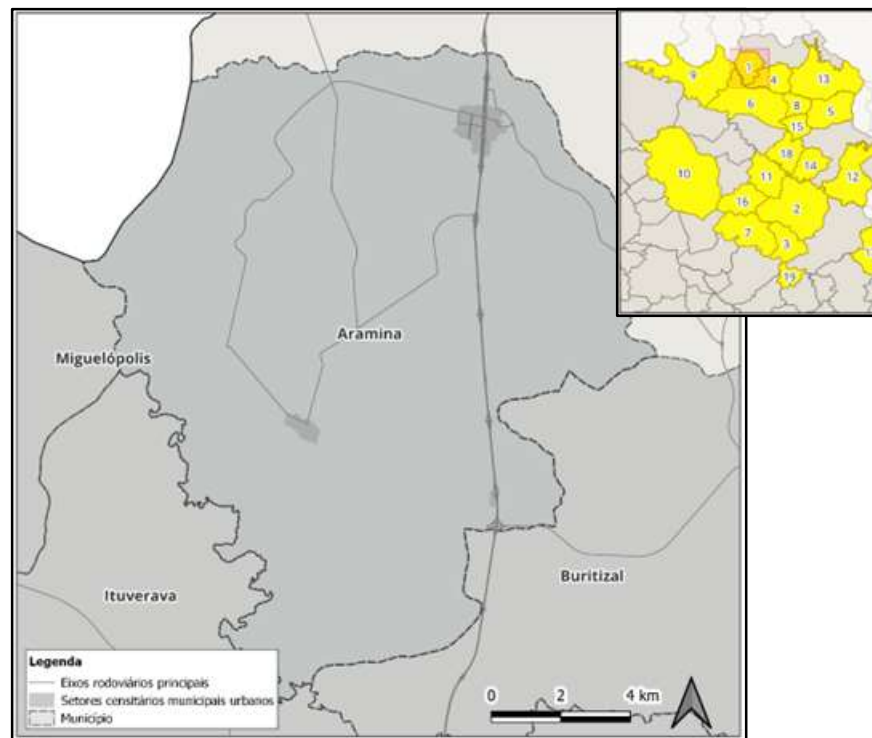 1
9
4
13
6
8
5
15
18
14
12
10
11
16
2
7
3
19
Aramina
Miguelópolis
Ituverava
Buritizal
Legenda
Eixos rodoviários principais
Setores censitários municipais urbanos
Município
0 2 4 km